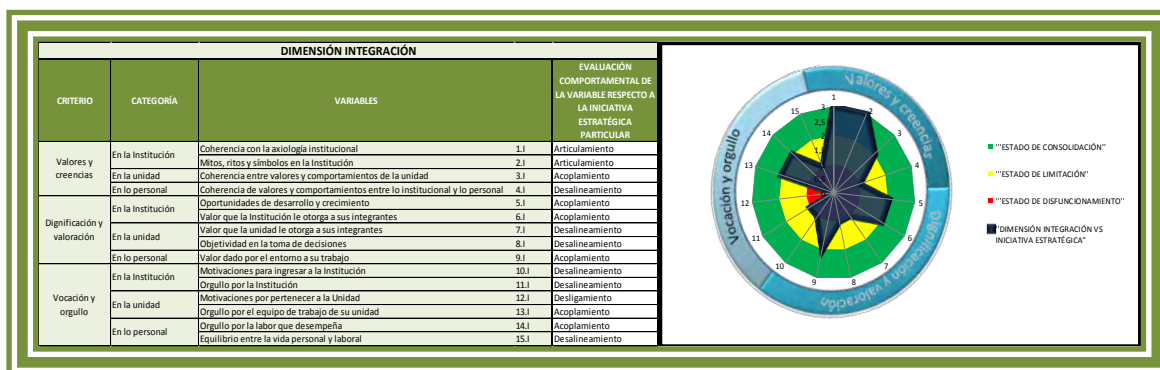 DIMENSIÓN INTEGRACIÓN
CRITERIO
CATEGORÍA
VARIABLES
EVALUACIÓN
COMPORTAMENTAL DE
LA VARIABLE RESPECTO A
LA INICIATIVA
ESTRATÉGICA
PARTICULAR
Valores y
creencias
En la Institución
Coherencia con la axiología institucional 1.I Articulamiento
Mitos, ritos y símbolos en la Institución 2.I Articulamiento
En la unidad
Coherencia entre valores y comportamientos de la unidad 3.I Acoplamiento
En lo personal
Coherencia de valores y comportamientos entre lo institucional y lo personal 4.I Desalineamiento
Dignificación y
valoración
En la Institución
Oportunidades de desarrollo y crecimiento 5.I Acoplamiento
Valor que la Institución le otorga a sus integrantes 6.I Acoplamiento
En la unidad
Valor que la unidad le otorga a sus integrantes 7.I Desalineamiento
Objetividad en la toma de decisiones 8.I Desalineamiento
En lo personal
Valor dado por el entorno a su trabajo 9.I Acoplamiento
Vocación y
orgullo
En la Institución
Motivaciones para ingresar a la Institución 10.I Desalineamiento
Orgullo por la Institución 11.I Desalineamiento
En la unidad
Motivaciones por pertenecer a la Unidad 12.I Desligamiento
Orgullo por el equipo de trabajo de su unidad 13.I Acoplamiento
En lo personal
Orgullo por la labor que desempeña 14.I Acoplamiento
Equilibrio entre la vida personal y laboral 15.I Desalineamiento
Valores y creencias
Dignificación y valoración
Vocación y orgullo
1
2
3
4
5
6
7
8
9
10
11
12
13
14
15
3
2,5
2
"'ESTADO DE CONSOLIDACIÓN"
"'ESTADO DE LIMITACIÓN"
"'ESTADO DE DISFUNCIONAMIENTO"
"DIMENSIÓN INTEGRACIÓN VS
INICIATIVA ESTRATÉGICA"